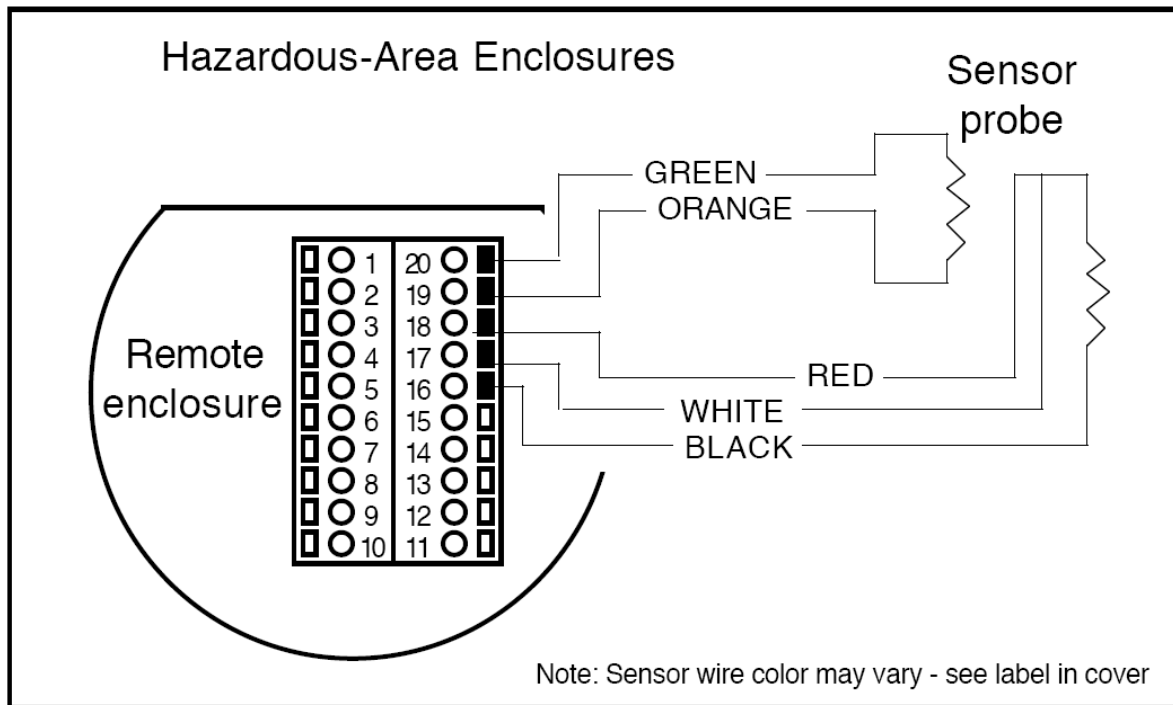 Hazardous-Area Enclosures
Sensor
probe
GREEN
ORANGE
1 20
2 19
3 18
4 17
5 16
6 15
7 14
8 13
9 12
10 11
Remote
enclosure
RED
WHITE
BLACK
Note: Sensor wire color may vary - see label in cover